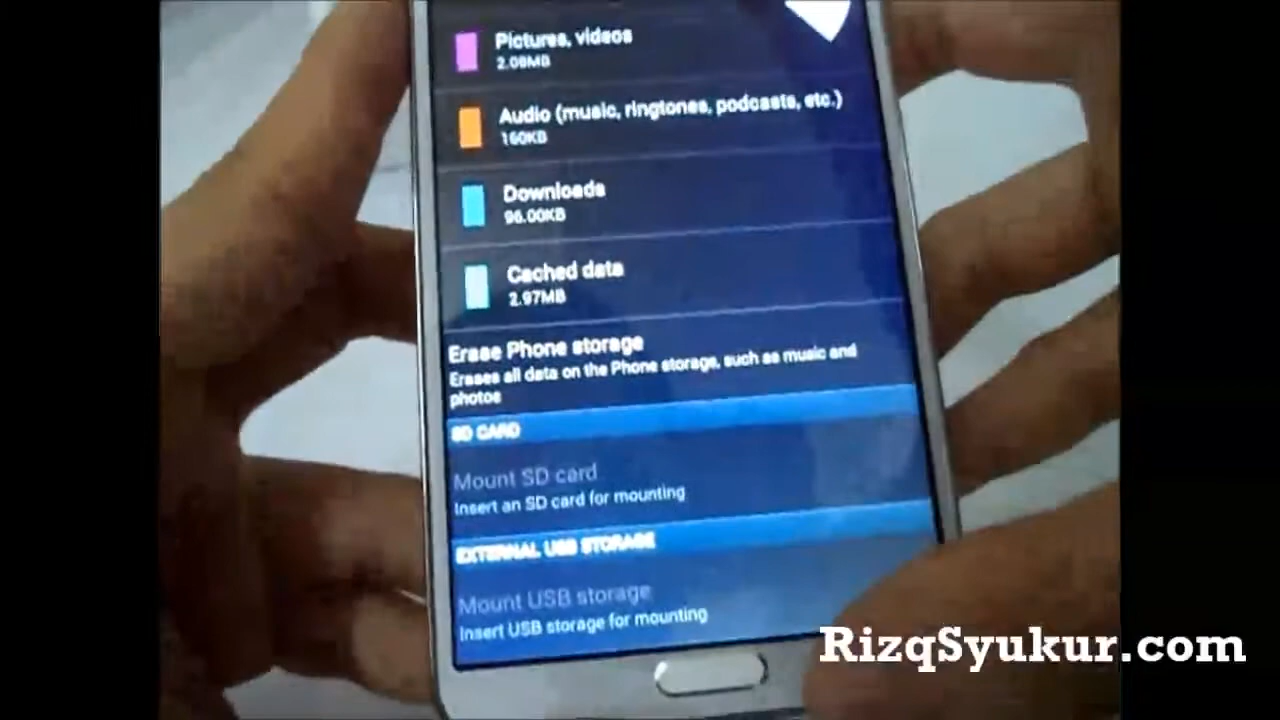 Pictures, videos
2.08MB
Audio (music, ringtones, podcasts, etc.)
160KB
Downloads
96.00KB
Cached data
2.97MB
Erase Phone storage
Erases all data on the Phone storage, such as music and
photos
SD CARD
Mount SD card
Insert an SD card for mounting
EXTERNAL USB STORAGE
Mount USB storage
Insert USB storage for mounting
RizqSyukur.com